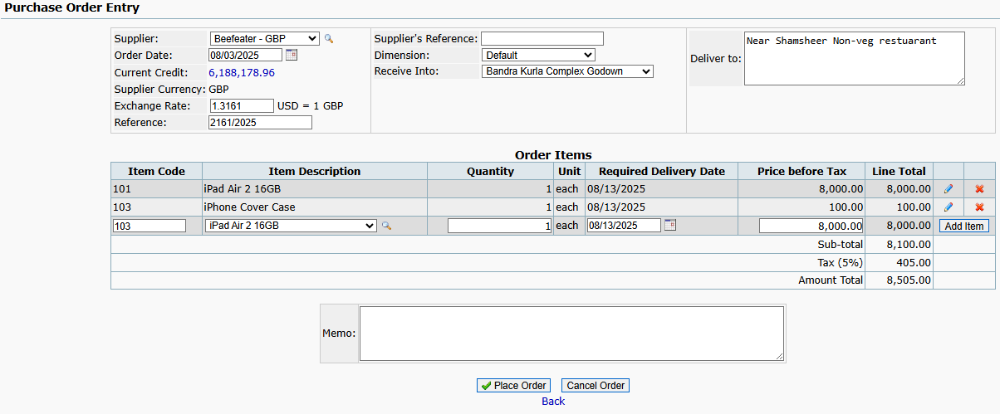 Purchase Order Entry
Supplier: Beefeater - GBP
Order Date: 08/03/2025
Current Credit: 6,188,178.96
Supplier Currency: GBP
Exchange Rate: 1.3161 USD = 1 GBP
Reference: 2161/2025
Supplier's Reference:
Dimension: Default
Receive Into: Bandra Kurla Complex Godown
Deliver to: Near Shamsheer Non-veg restuarant
Order Items
Item Code Item Description Quantity Unit Required Delivery Date Price before Tax Line Total
101 iPad Air 2 16GB 1 each 08/13/2025 8,000.00 8,000.00
103 iPhone Cover Case 1 each 08/13/2025 100.00 100.00
103 iPad Air 2 16GB 1 each 08/13/2025 8,000.00 8,000.00 Add Item
Sub-total 8,100.00
Tax (5%) 405.00
Amount Total 8,505.00
Memo:
Place Order Cancel Order
Back